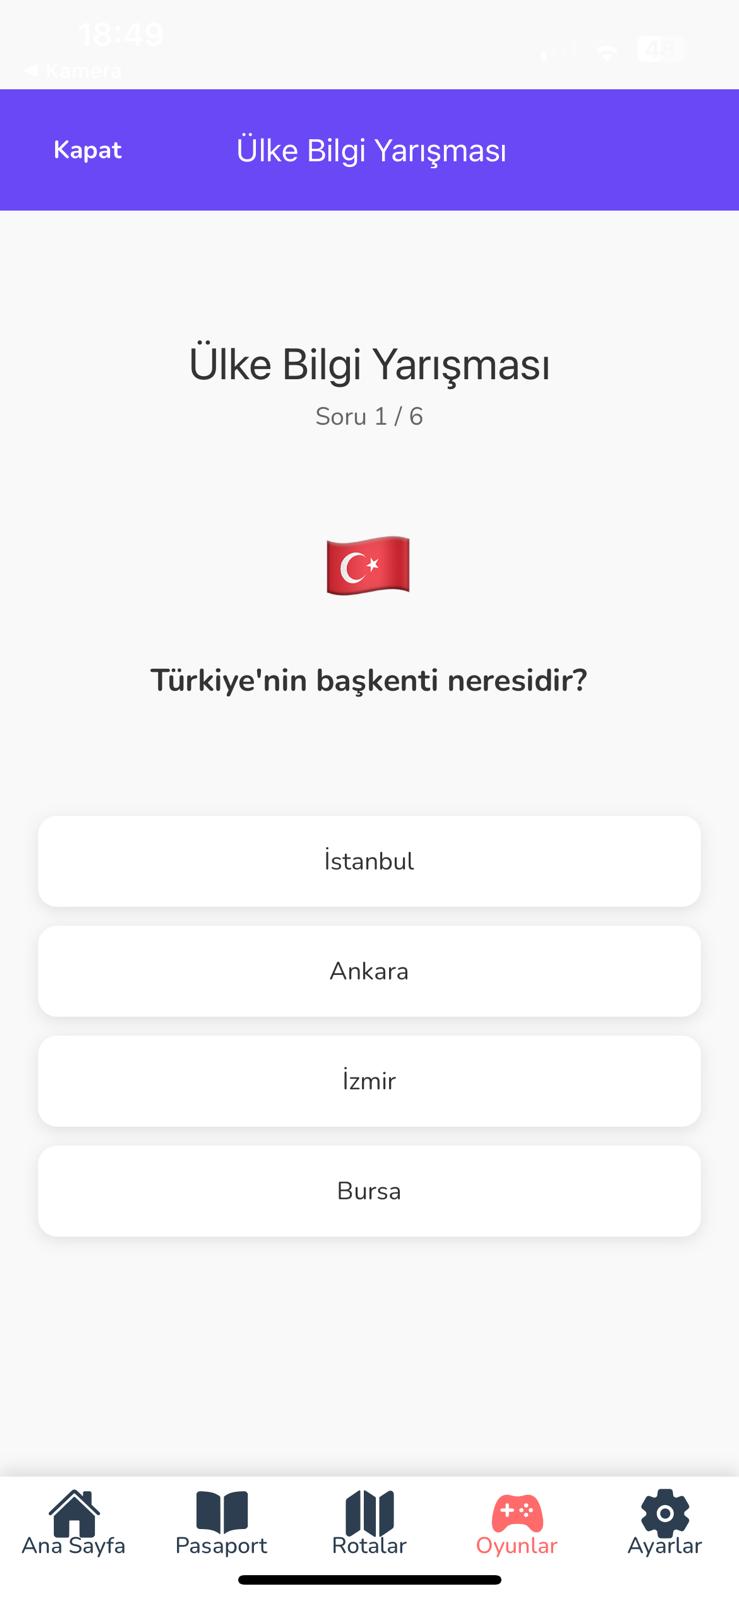 18:49
◀ Kamera
48
Kapat
Ülke Bilgi Yarışması
Ülke Bilgi Yarışması
Soru 1 / 6
Türkiye'nin başkenti neresidir?
İstanbul
Ankara
İzmir
Bursa
Ana Sayfa
Pasaport
Rotalar
Oyunlar
Ayarlar